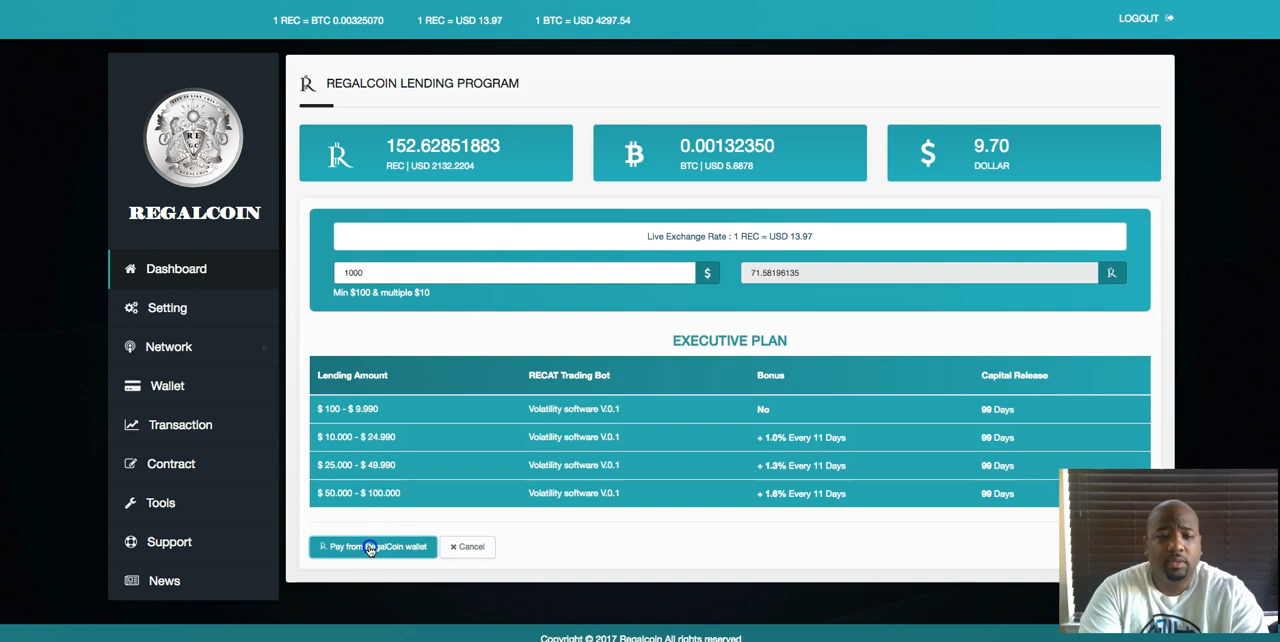 1 REC = BTC 0.00325070 1 REC = USD 13.97 1 BTC = USD 4297.54 LOGOUT
REGALCOIN LENDING PROGRAM
152.62851883
REC | USD 2132.2204
0.00132350
BTC | USD 5.6878
9.70
DOLLAR
REGALCOIN
Dashboard
Setting
Network
Wallet
Transaction
Contract
Tools
Support
News
Live Exchange Rate : 1 REC = USD 13.97
1000 $ 71.58196135
Min $100 & multiple $10
EXECUTIVE PLAN
Lending Amount RECAT Trading Bot Bonus Capital Release
$ 100 - $ 9.990 Volatility software V.0.1 No 99 Days
$ 10.000 - $ 24.990 Volatility software V.0.1 + 1.0% Every 11 Days 99 Days
$ 25.000 - $ 49.990 Volatility software V.0.1 + 1.3% Every 11 Days 99 Days
$ 50.000 - $ 100.000 Volatility software V.0.1 + 1.6% Every 11 Days 99 Days
Pay from RegalCoin wallet Cancel
Copyright © 2017 Regalcoin All rights reserved